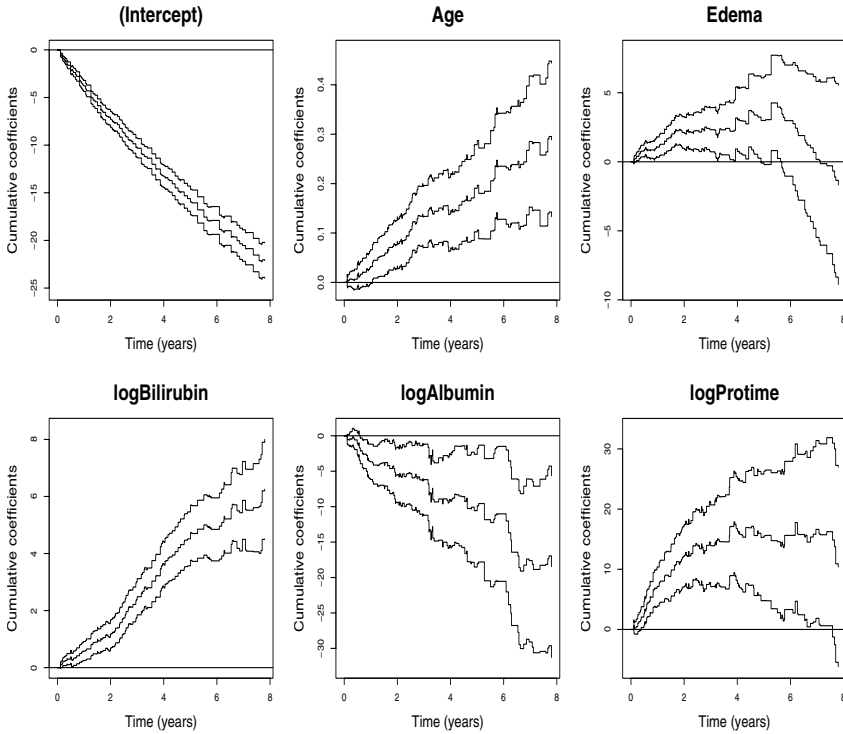 (Intercept)
Cumulative coefficients
0
-5
-10
-15
-20
-25
0 2 4 6 8
Time (years)
Age
Cumulative coefficients
0.4
0.3
0.2
0.1
0.0
0 2 4 6 8
Time (years)
Edema
Cumulative coefficients
5
0
-5
-10
0 2 4 6 8
Time (years)
logBilirubin
Cumulative coefficients
8
6
4
2
0
0 2 4 6 8
Time (years)
logAlbumin
Cumulative coefficients
0
-5
-10
-15
-20
-25
-30
0 2 4 6 8
Time (years)
logProtime
Cumulative coefficients
30
20
10
0
0 2 4 6 8
Time (years)